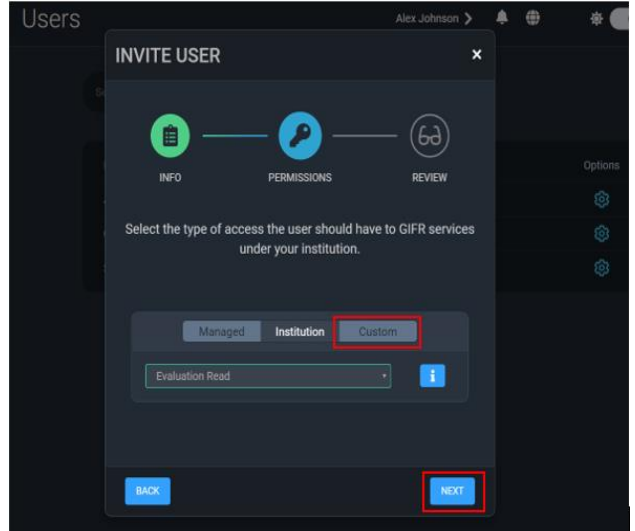 Users
Alex Johnson
INVITE USER
×
INFO
PERMISSIONS
REVIEW
Options
Select the type of access the user should have to GIFR services
under your institution.
Managed
Institution
Custom
Evaluation Read
i
BACK
NEXT